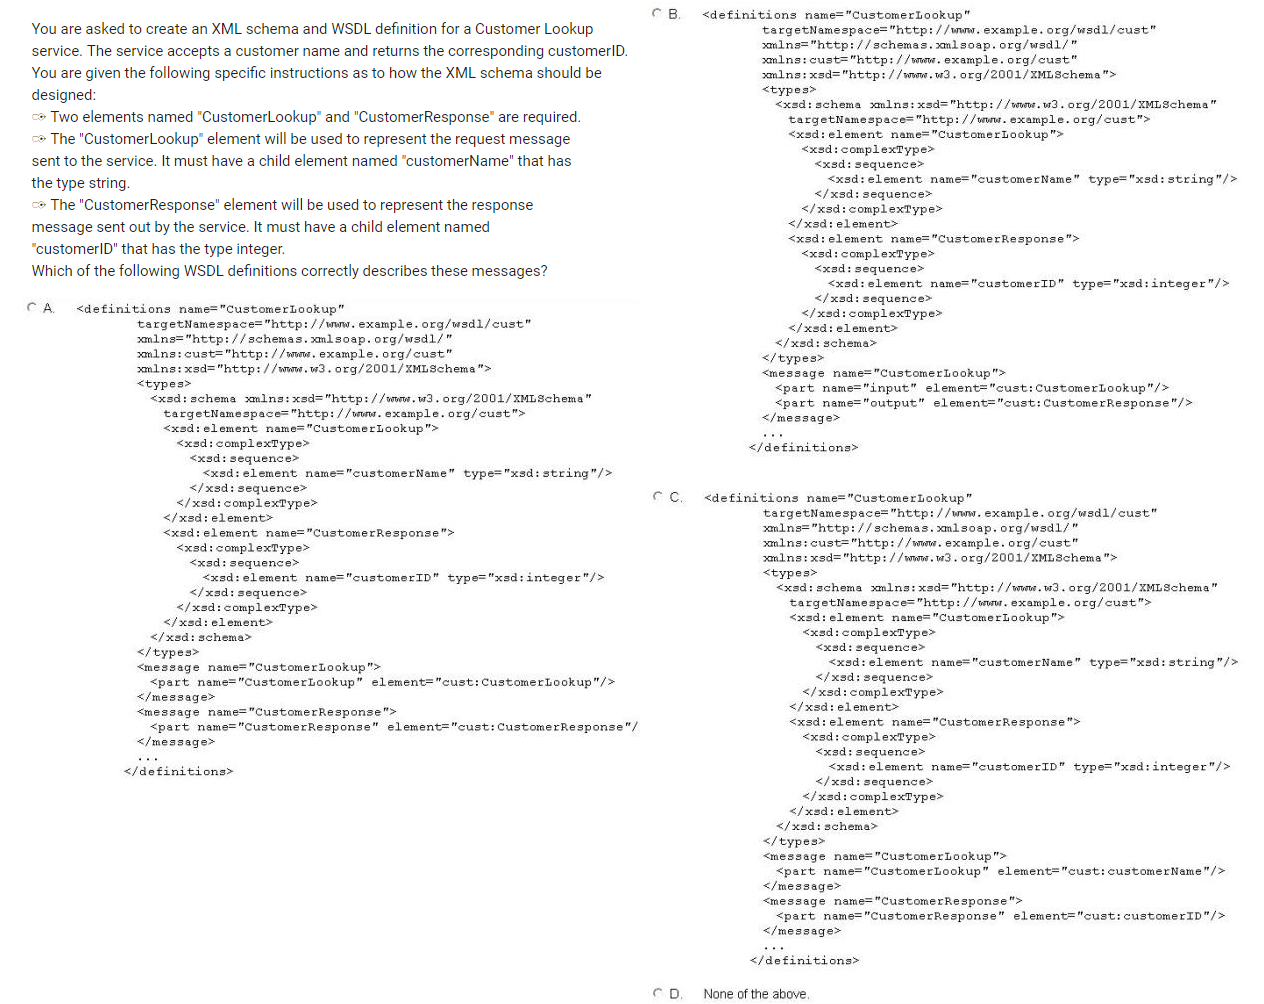 You are asked to create an XML schema and WSDL definition for a Customer Lookup
service. The service accepts a customer name and returns the corresponding customerID.
You are given the following specific instructions as to how the XML schema should be
designed:
Two elements named "CustomerLookup" and "CustomerResponse" are required.
The "CustomerLookup" element will be used to represent the request message
sent to the service. It must have a child element named "customerName" that has
the type string.
The "CustomerResponse" element will be used to represent the response
message sent out by the service. It must have a child element named
"customerID" that has the type integer.
Which of the following WSDL definitions correctly describes these messages?
A. <definitions name="CustomerLookup"
targetNamespace="http://www.example.org/wsdl/cust"
xmlns="http://schemas.xmlsoap.org/wsdl/"
xmlns:cust="http://www.example.org/cust"
xmlns:xsd="http://www.w3.org/2001/XMLSchema">
<types>
<xsd:schema xmlns:xsd="http://www.w3.org/2001/XMLSchema"
targetNamespace="http://www.example.org/cust">
<xsd:element name="CustomerLookup">
<xsd:complexType>
<xsd:sequence>
<xsd:element name="customerName" type="xsd:string"/>
</xsd:sequence>
</xsd:complexType>
</xsd:element>
<xsd:element name="CustomerResponse">
<xsd:complexType>
<xsd:sequence>
<xsd:element name="customerID" type="xsd:integer"/>
</xsd:sequence>
</xsd:complexType>
</xsd:element>
</xsd:schema>
</types>
<message name="CustomerLookup">
<part name="CustomerLookup" element="cust:CustomerLookup"/>
</message>
<message name="CustomerResponse">
<part name="CustomerResponse" element="cust:CustomerResponse"/
</message>
...
</definitions>
B. <definitions name="CustomerLookup"
targetNamespace="http://www.example.org/wsdl/cust"
xmlns="http://schemas.xmlsoap.org/wsdl/"
xmlns:cust="http://www.example.org/cust"
xmlns:xsd="http://www.w3.org/2001/XMLSchema">
<types>
<xsd:schema xmlns:xsd="http://www.w3.org/2001/XMLSchema"
targetNamespace="http://www.example.org/cust">
<xsd:element name="CustomerLookup">
<xsd:complexType>
<xsd:sequence>
<xsd:element name="customerName" type="xsd:string"/>
</xsd:sequence>
</xsd:complexType>
</xsd:element>
<xsd:element name="CustomerResponse">
<xsd:complexType>
<xsd:sequence>
<xsd:element name="customerID" type="xsd:integer"/>
</xsd:sequence>
</xsd:complexType>
</xsd:element>
</xsd:schema>
</types>
<message name="CustomerLookup">
<part name="input" element="cust:CustomerLookup"/>
<part name="output" element="cust:CustomerResponse"/>
</message>
...
</definitions>
C. <definitions name="CustomerLookup"
targetNamespace="http://www.example.org/wsdl/cust"
xmlns="http://schemas.xmlsoap.org/wsdl/"
xmlns:cust="http://www.example.org/cust"
xmlns:xsd="http://www.w3.org/2001/XMLSchema">
<types>
<xsd:schema xmlns:xsd="http://www.w3.org/2001/XMLSchema"
targetNamespace="http://www.example.org/cust">
<xsd:element name="CustomerLookup">
<xsd:complexType>
<xsd:sequence>
<xsd:element name="customerName" type="xsd:string"/>
</xsd:sequence>
</xsd:complexType>
</xsd:element>
<xsd:element name="CustomerResponse">
<xsd:complexType>
<xsd:sequence>
<xsd:element name="customerID" type="xsd:integer"/>
</xsd:sequence>
</xsd:complexType>
</xsd:element>
</xsd:schema>
</types>
<message name="CustomerLookup">
<part name="CustomerLookup" element="cust:customerName"/>
</message>
<message name="CustomerResponse">
<part name="CustomerResponse" element="cust:customerID"/>
</message>
...
</definitions>
D. None of the above.